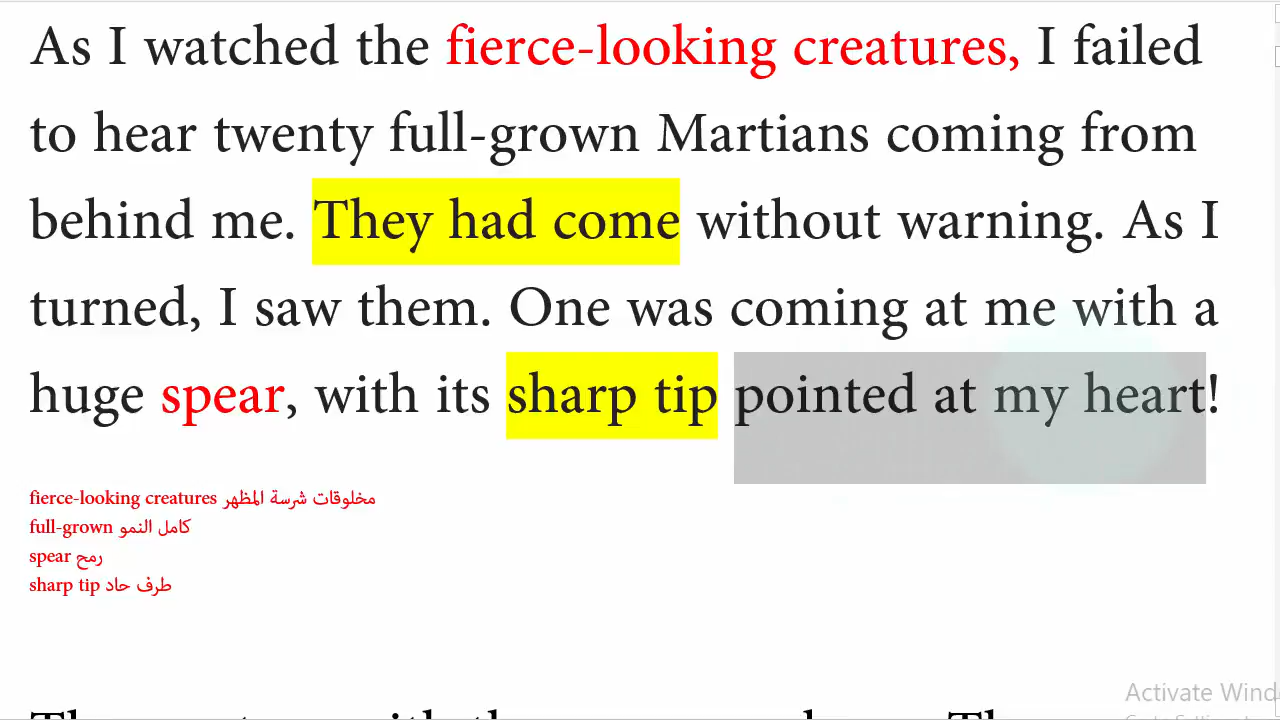 As I watched the fierce-looking creatures, I failed
to hear twenty full-grown Martians coming from
behind me. They had come without warning. As I
turned, I saw them. One was coming at me with a
huge spear, with its sharp tip pointed at my heart!
fierce-looking creatures مخلوقات شرسة المظهر
full-grown كامل النمو
spear رمح
sharp tip طرف حاد
Activate Wind